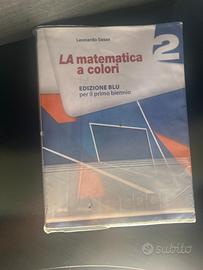 Leonardo Sasso
2
LA matematica
a colori
EDIZIONE BLU
per il primo biennio
subito